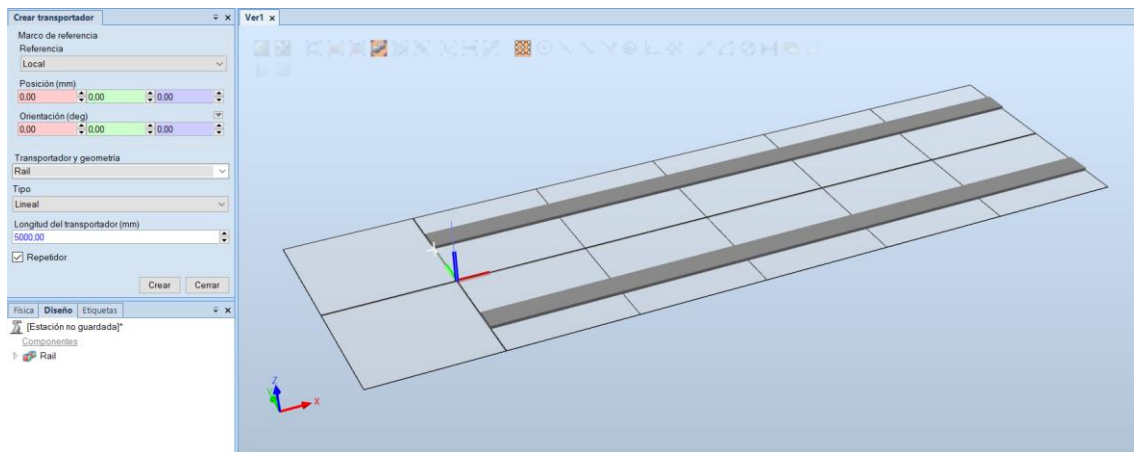 Crear transportador
Marco de referencia
Referencia
Local
Posición (mm)
0,00 0,00 0,00
Orientación (deg)
0,00 0,00 0,00
Transportador y geometría
Rail
Tipo
Lineal
Longitud del transportador (mm)
5000,00
Repetidor
Crear Cerrar
Física Diseño Etiquetas
[Estación no guardada]*
Componentes
Rail
Ver1
Z
Y
X